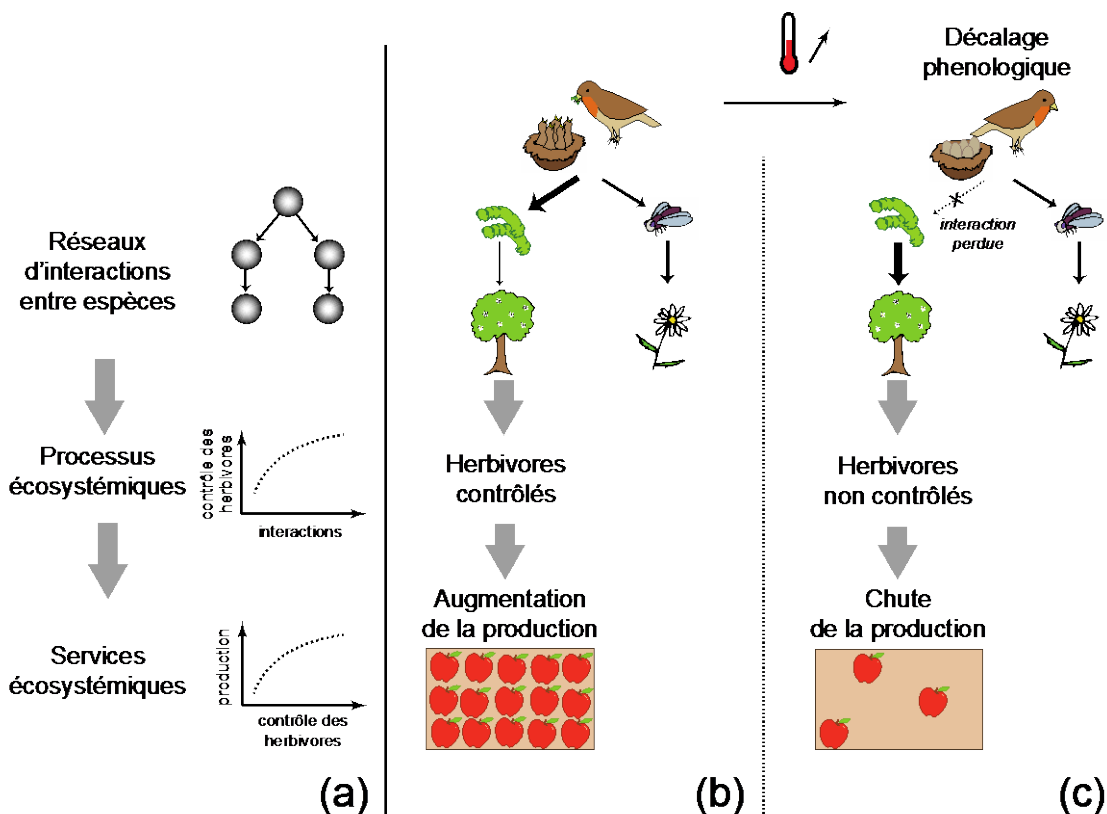 Réseaux
d'interactions
entre espèces
Processus
écosystémiques
contrôle des
herbivores
interactions
Services
écosystémiques
production
contrôle des
herbivores
(a)
Herbivores
contrôlés
Augmentation
de la production
(b)
Décalage
phenologique
interaction
perdue
Herbivores
non contrôlés
Chute
de la production
(c)